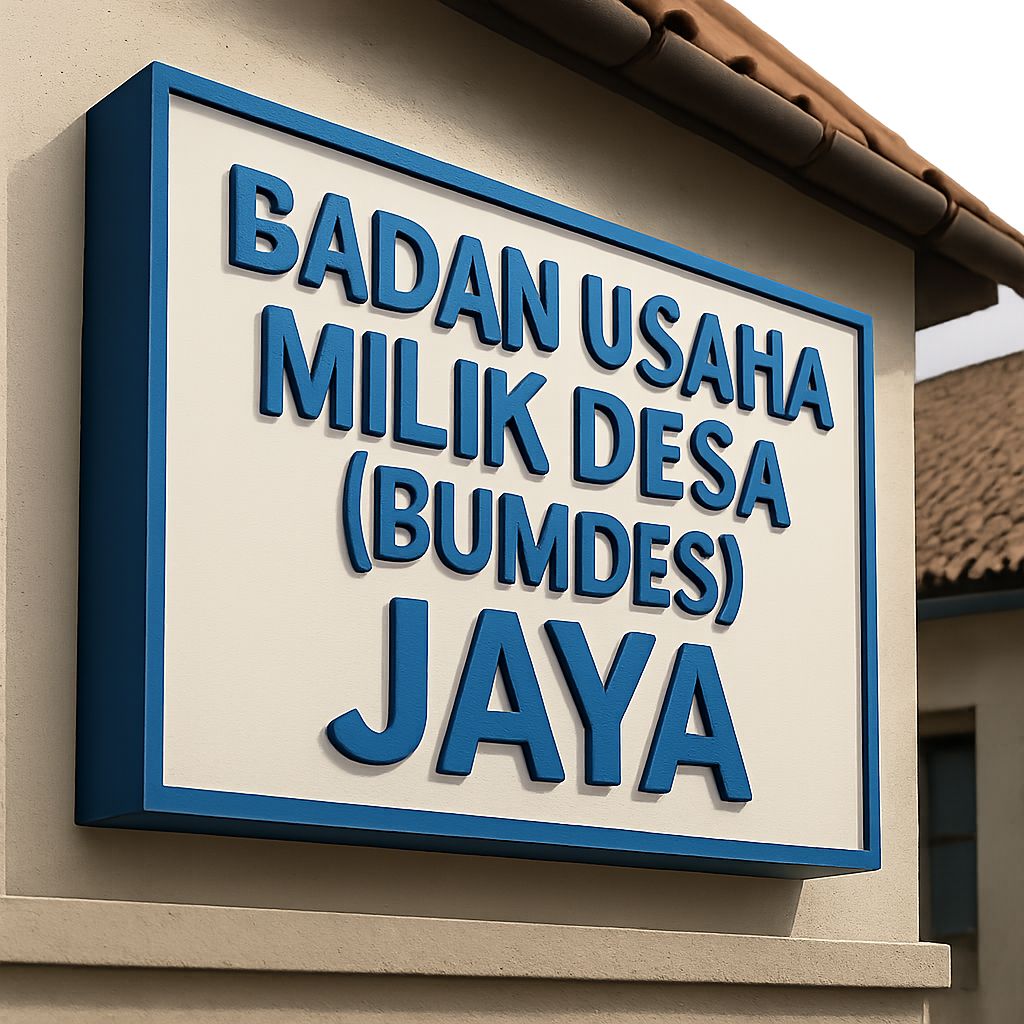 BADAN USAHA
MILIK DESA
(BUMDES)
JAYA